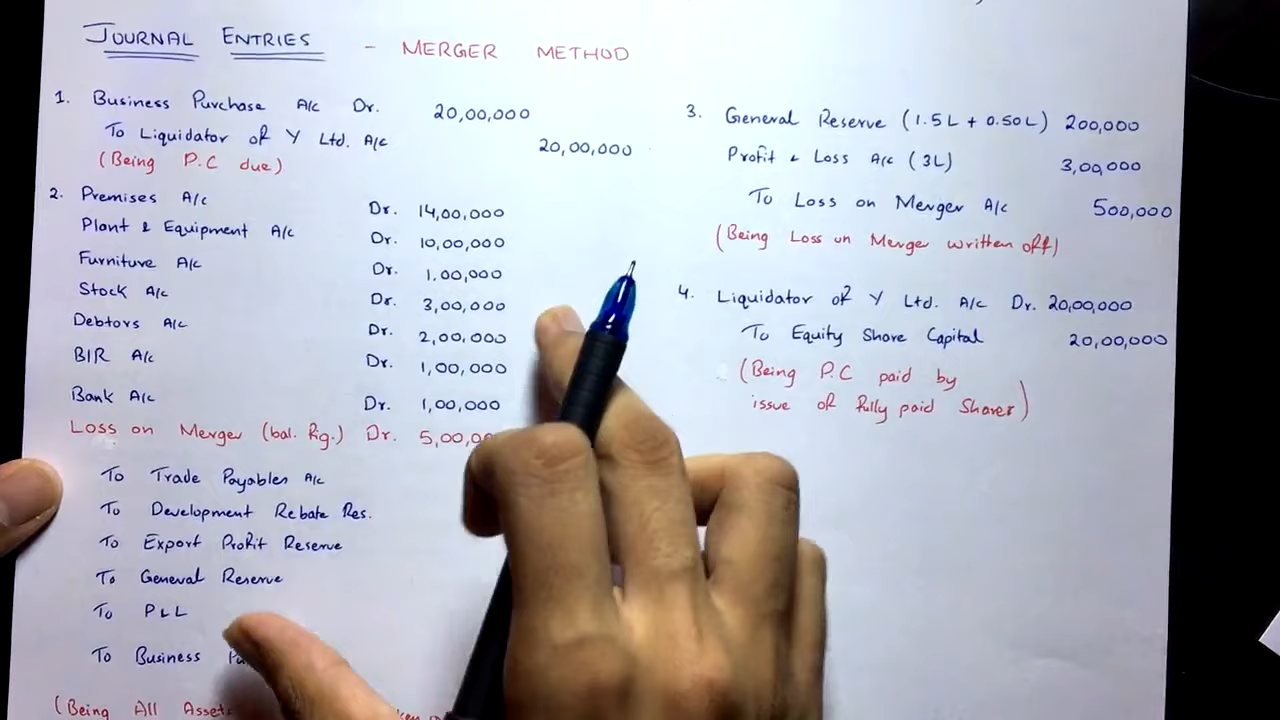 JOURNAL ENTRIES - MERGER METHOD
1. Business Purchase A/c Dr. 20,00,000
To Liquidator of Y Ltd. A/c 20,00,000
(Being P.C due)
2. Premises A/c Dr. 14,00,000
Plant & Equipment A/c Dr. 10,00,000
Furniture A/c Dr. 1,00,000
Stock A/c Dr. 3,00,000
Debtors A/c Dr. 2,00,000
B/R A/c Dr. 1,00,000
Bank A/c Dr. 1,00,000
Loss on Merger (bal. fig.) Dr. 5,00,0
To Trade Payables A/c
To Development Rebate Res.
To Export Profit Reserve
To General Reserve
To P&L
To Business
(Being All Assets
3. General Reserve (1.5L + 0.50L) 200,000
Profit & Loss A/c (3L) 3,00,000
To Loss on Merger A/c 500,000
(Being Loss on Merger written off)
4. Liquidator of Y Ltd. A/c Dr. 20,00,000
To Equity Share Capital 20,00,000
(Being P.C paid by
issue of fully paid Shares)